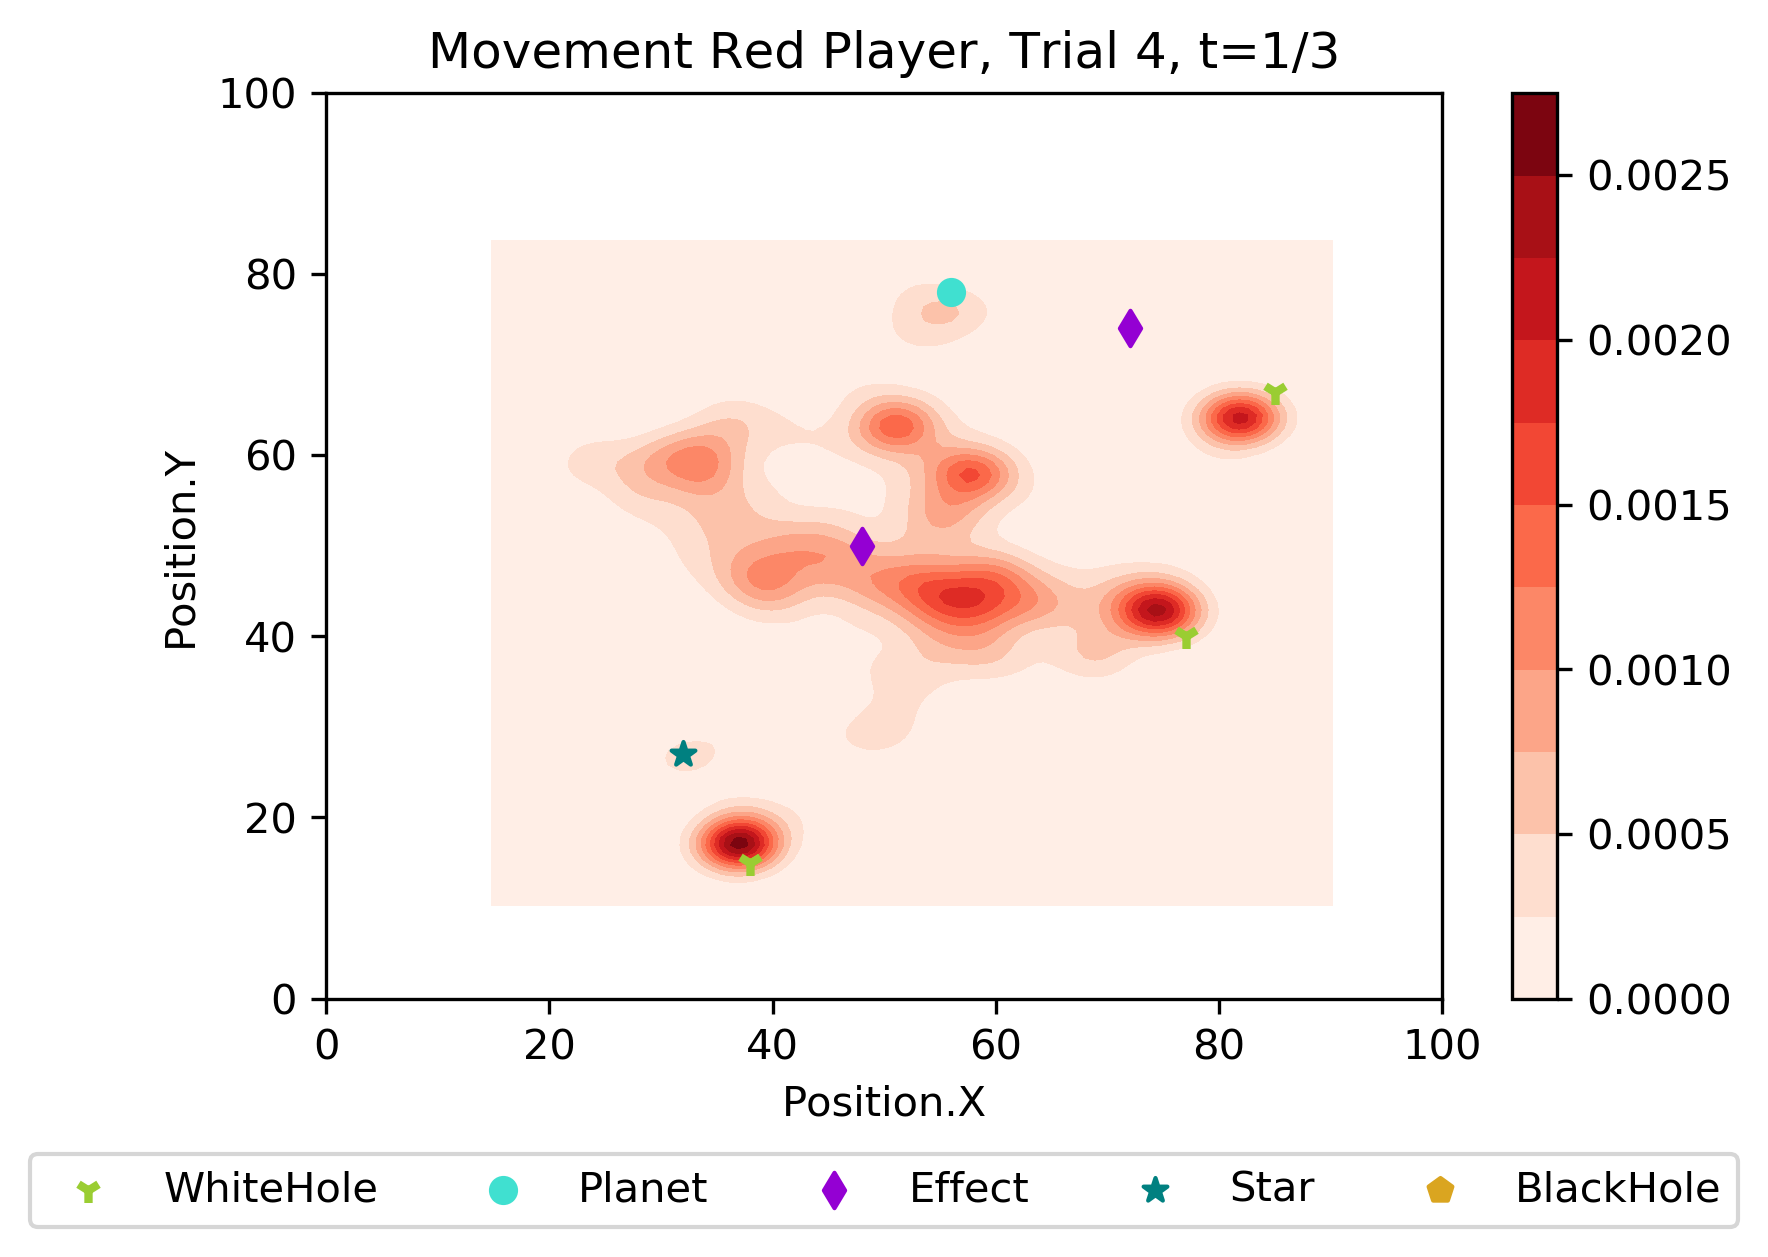 Movement Red Player, Trial 4, t=1/3
100
80
60
40
20
0
Position.Y
0 20 40 60 80 100
Position.X
0.0025
0.0020
0.0015
0.0010
0.0005
0.0000
WhiteHole Planet Effect Star BlackHole